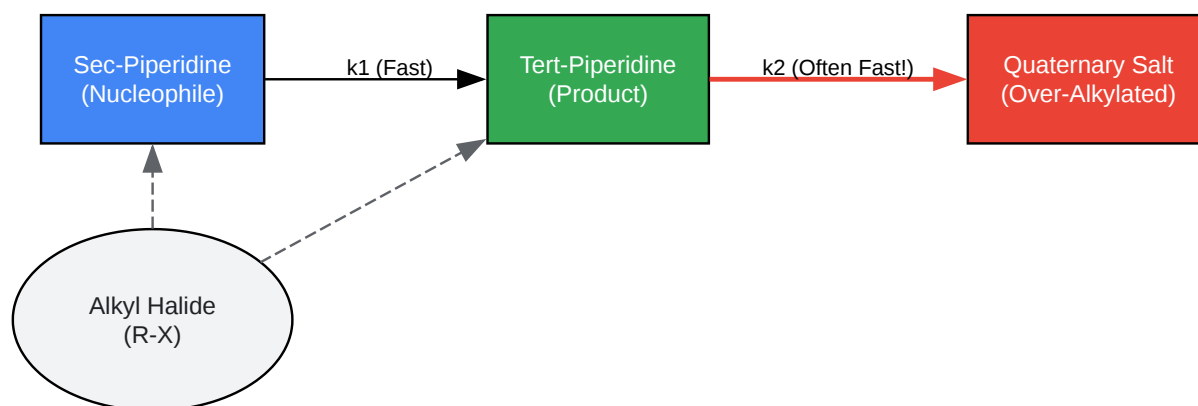 Sec-Piperidine
(Nucleophile)
k1 (Fast)
Tert-Piperidine
(Product)
k2 (Often Fast!)
Quaternary Salt
(Over-Alkylated)
Alkyl Halide
(R-X)